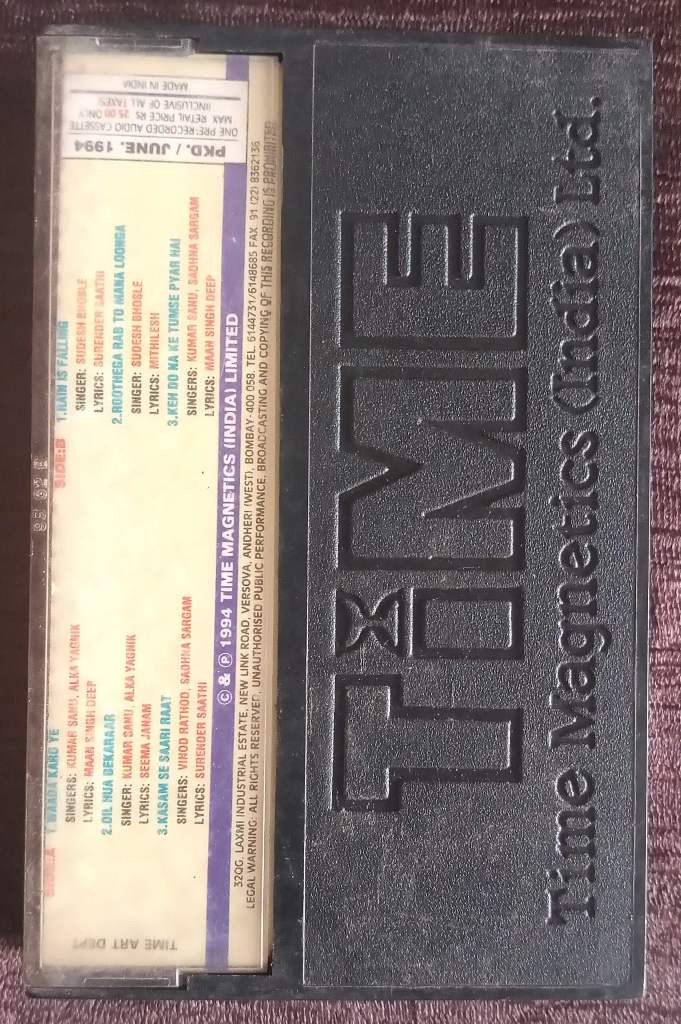 SIDE:A
1.WAADA KARO YE
SINGERS: KUMAR SANU, ALKA YAGNIK
LYRICS: MAAN SINGH DEEP
2.DIL HUA BEKARAAR
SINGER: KUMAR SANU, ALKA YAGNIK
LYRICS: SEEMA JANAM
3.KASAM SE SAARI RAAT
SINGERS: VINOD RATHOD, SADHNA SARGAM
LYRICS: SURENDER SAATHI
SIDE:B
1.RAIN IS FALLING
SINGER: SUDESH BHOSLE
LYRICS: SURENDER SAATHI
2.ROOTHEGA RAB TO MANA LOONGA
SINGER: SUDESH BHOSLE
LYRICS: MITHILESH
3.KEH DO NA KE TUMSE PYAR HAI
SINGERS: KUMAR SANU, SADHNA SARGAM
LYRICS: MAAN SINGH DEEP
PKD. / JUNE. 1994
ONE PRE-RECORDED AUDIO CASSETTE
MAX RETAIL PRICE Rs 25.00 ONLY
(INCLUSIVE OF ALL TAXES)
MADE IN INDIA
TIME ART DEPT
© & ℗ 1994 TIME MAGNETICS (INDIA) LIMITED
32QG, LAXMI INDUSTRIAL ESTATE, NEW LINK ROAD, VERSOVA, ANDHERI (WEST), BOMBAY-400 058. TEL. 6144731/6148685 FAX 91 (22) 8362136
LEGAL WARNING: ALL RIGHTS RESERVED, UNAUTHORISED PUBLIC PERFORMANCE, BROADCASTING AND COPYING OF THIS RECORDING IS PROHIBITED
TIME
Time Magnetics (India) Ltd.